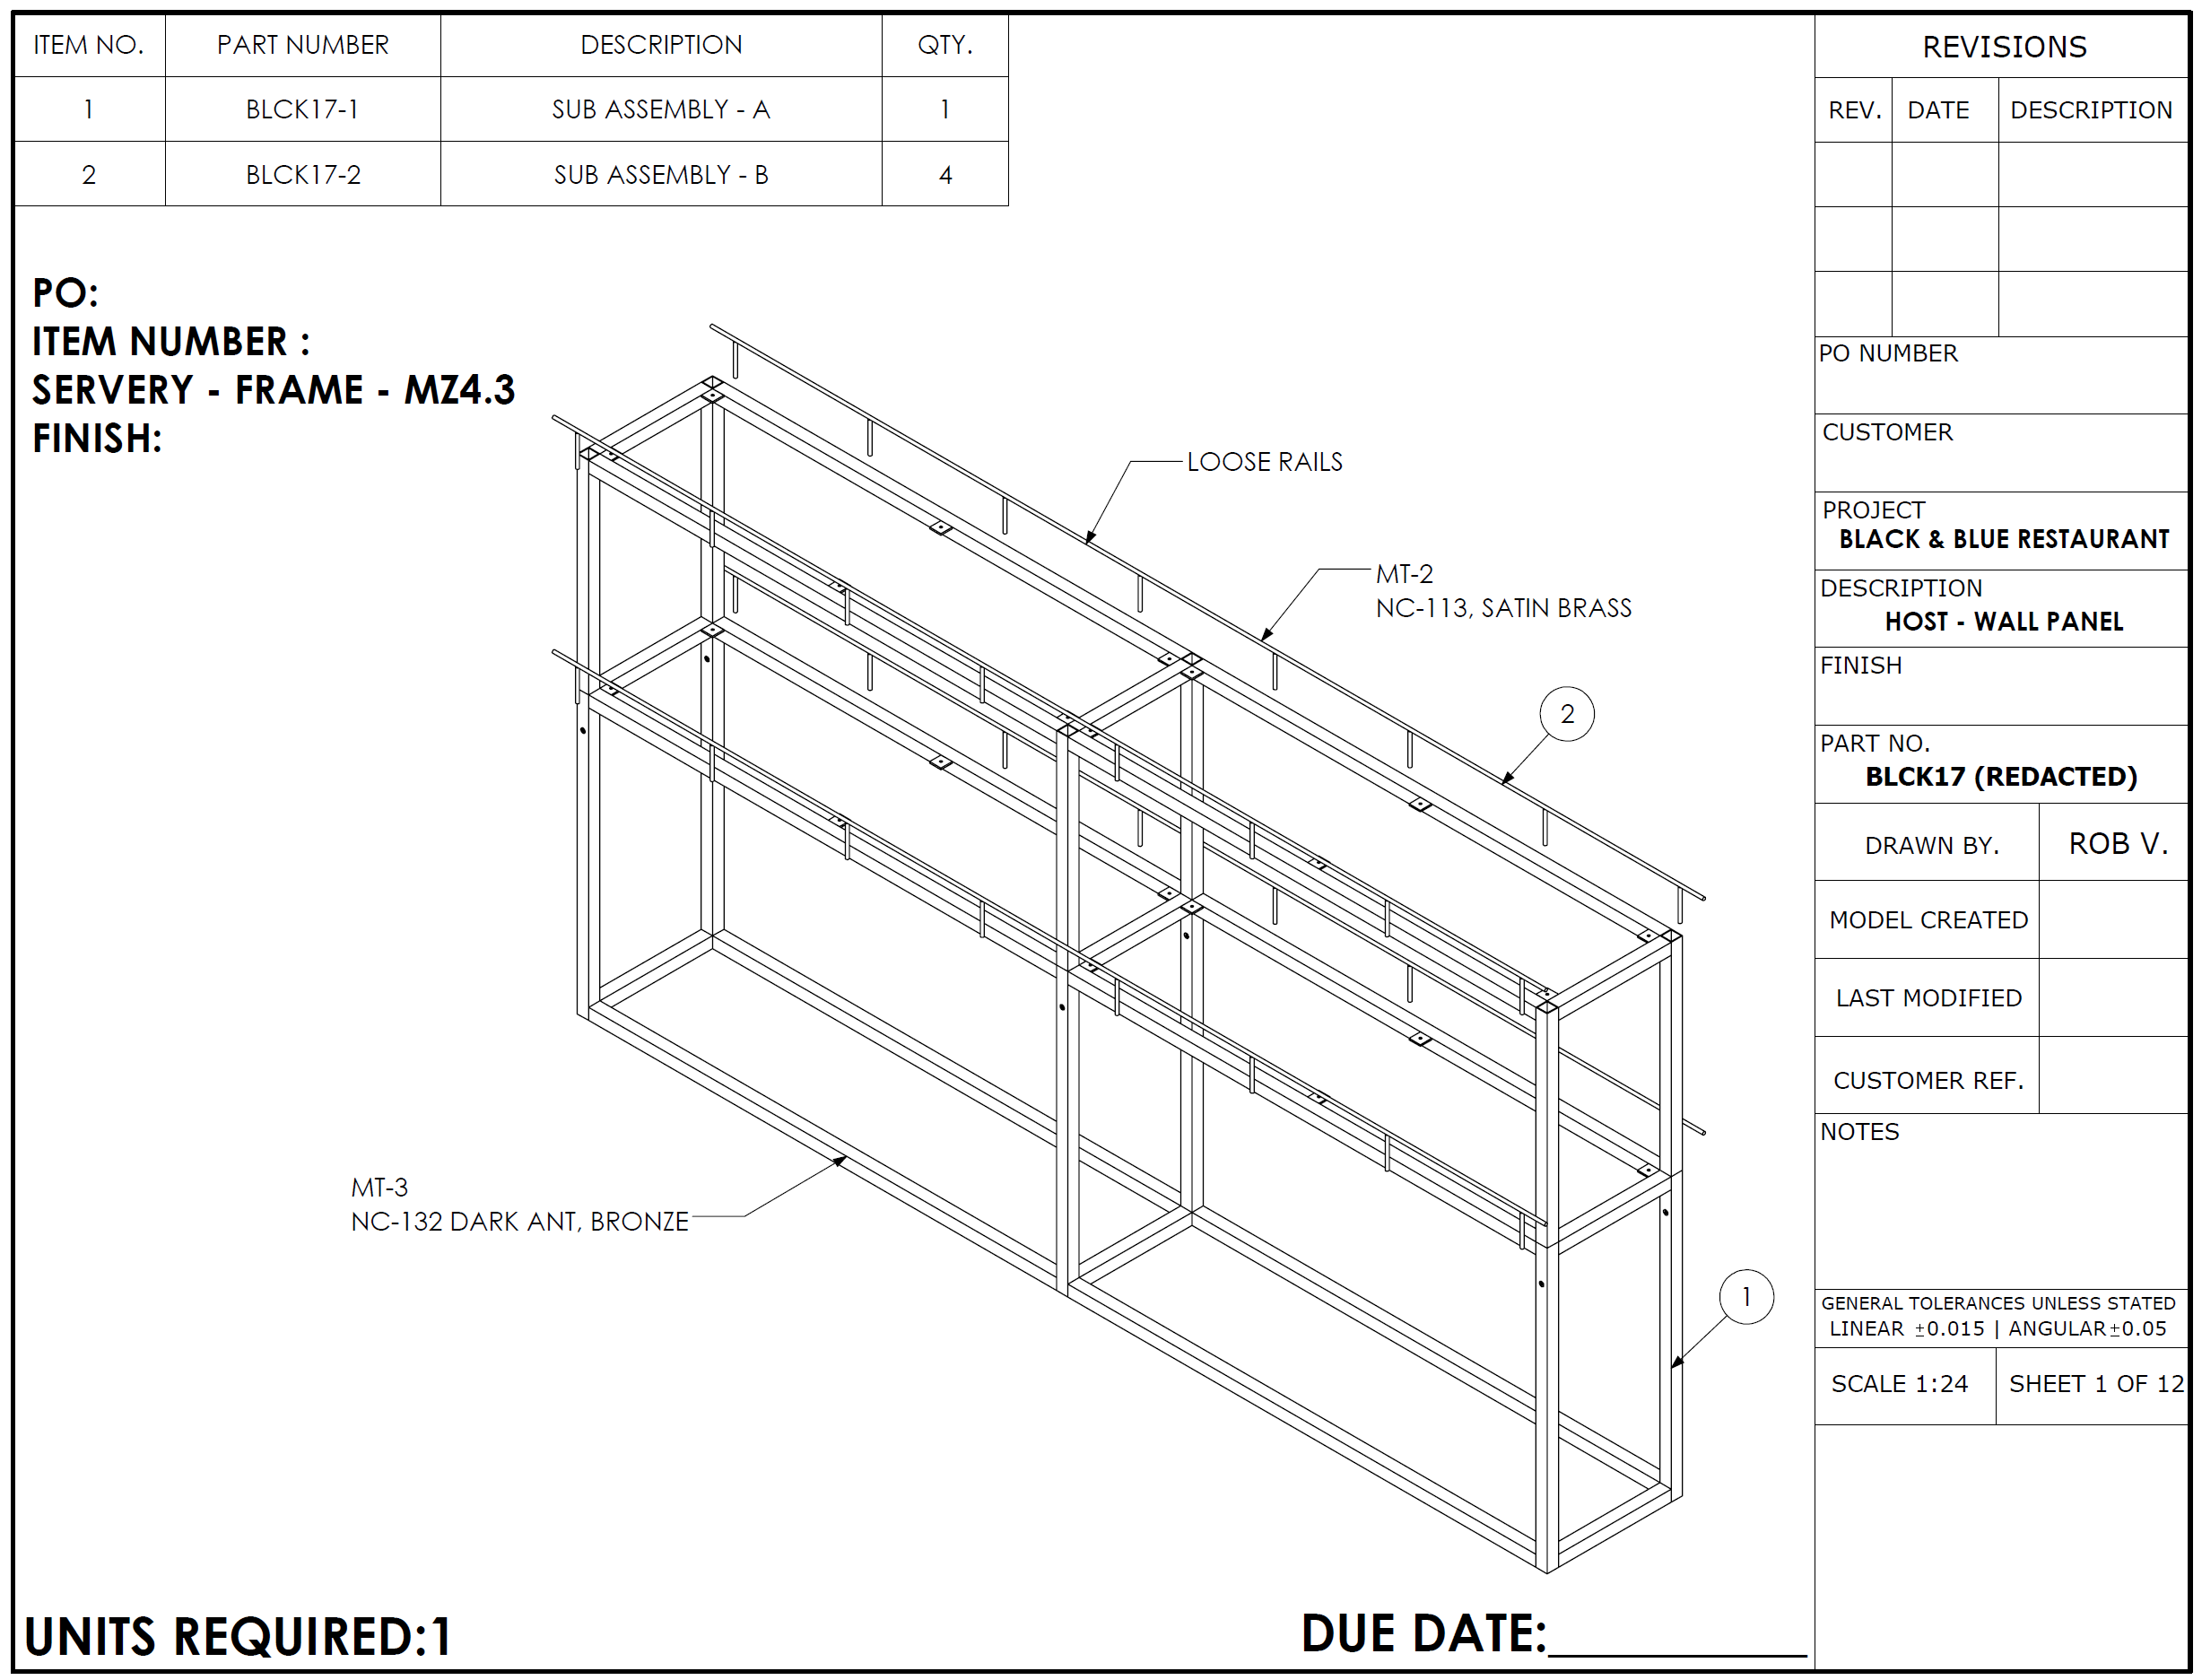 ITEM NO. PART NUMBER DESCRIPTION QTY.
1 BLCK17-1 SUB ASSEMBLY - A 1
2 BLCK17-2 SUB ASSEMBLY - B 4
PO:
ITEM NUMBER :
SERVERY - FRAME - MZ4.3
FINISH:
LOOSE RAILS
MT-2
NC-113, SATIN BRASS
2
MT-3
NC-132 DARK ANT, BRONZE
1
UNITS REQUIRED:1
DUE DATE:__________
REVISIONS
REV. DATE DESCRIPTION
PO NUMBER
CUSTOMER
PROJECT
BLACK & BLUE RESTAURANT
DESCRIPTION
HOST - WALL PANEL
FINISH
PART NO.
BLCK17 (REDACTED)
DRAWN BY. ROB V.
MODEL CREATED
LAST MODIFIED
CUSTOMER REF.
NOTES
GENERAL TOLERANCES UNLESS STATED
LINEAR ±0.015 | ANGULAR±0.05
SCALE 1:24 SHEET 1 OF 12